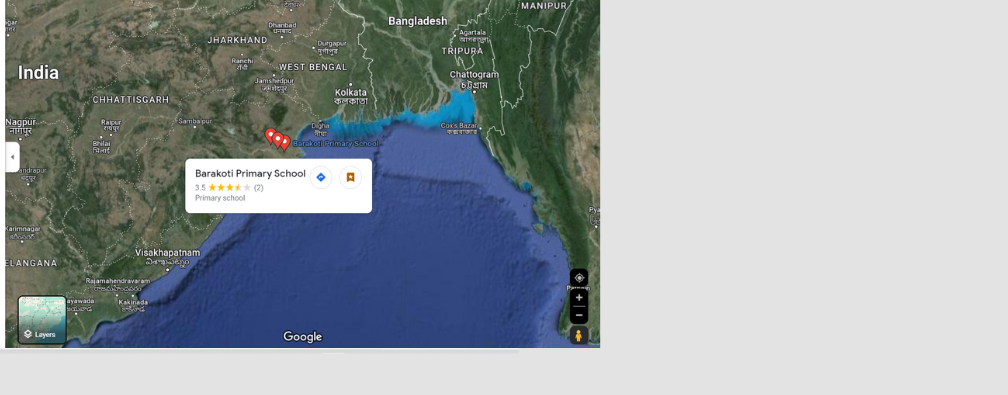 MANIPUR
Bangladesh
Dhanbad
धनबाद
Agartala
আগরতলা
JHARKHAND
Durgapur
दुर्गापुर
TRIPURA
Ranchi
रांची
WEST BENGAL
Chattogram
চট্টগ্রাম
India
Jamshedpur
जमशेदपुर
Kolkata
কলকাতা
CHHATTISGARH
Nagpur
नागपुर
Raipur
रायपुर
Sambalpur
Digha
দীঘা
Cox's Bazar
কক্সবাজার
Bhilai
भिलाई
Barakoti Primary School
Barakoti Primary School
3.5 (2)
Primary school
Karimnagar
Visakhapatnam
విశాఖపట్నం
ELANGANA
Rajamahendravaram
రాజమహేంద్రవరం
Kakinada
కాకినాడ
Layers
Google